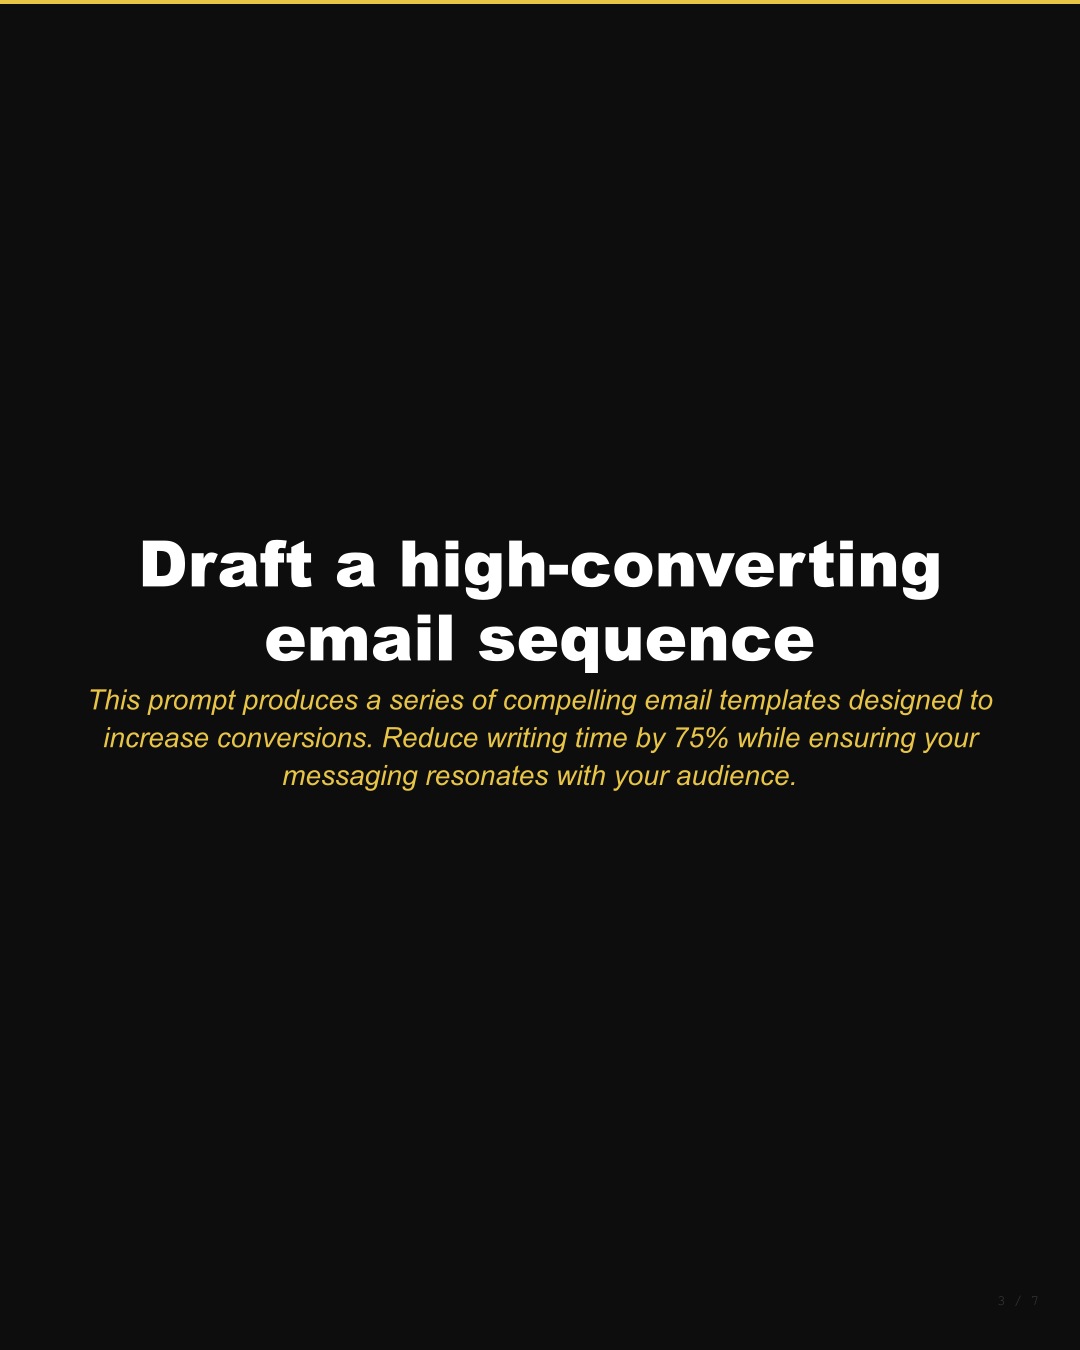 Draft a high-converting
email sequence
This prompt produces a series of compelling email templates designed to
increase conversions. Reduce writing time by 75% while ensuring your
messaging resonates with your audience.
3 / 7